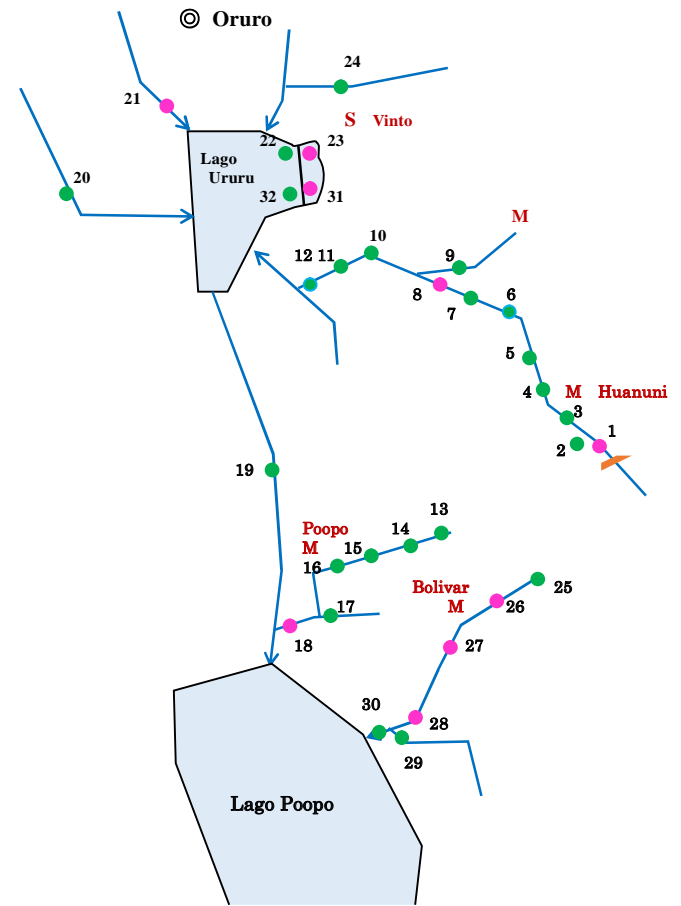 Oruro
24
21
S Vinto
22 23
Lago
Ururu
20
32 31
M
10
12 11 9
8
7 6
5
4 M Huanuni
3
2 1
19
13
Poopo
M
14
15
16
Bolivar
M
25
26
17
18
27
30
28
29
Lago Poopo